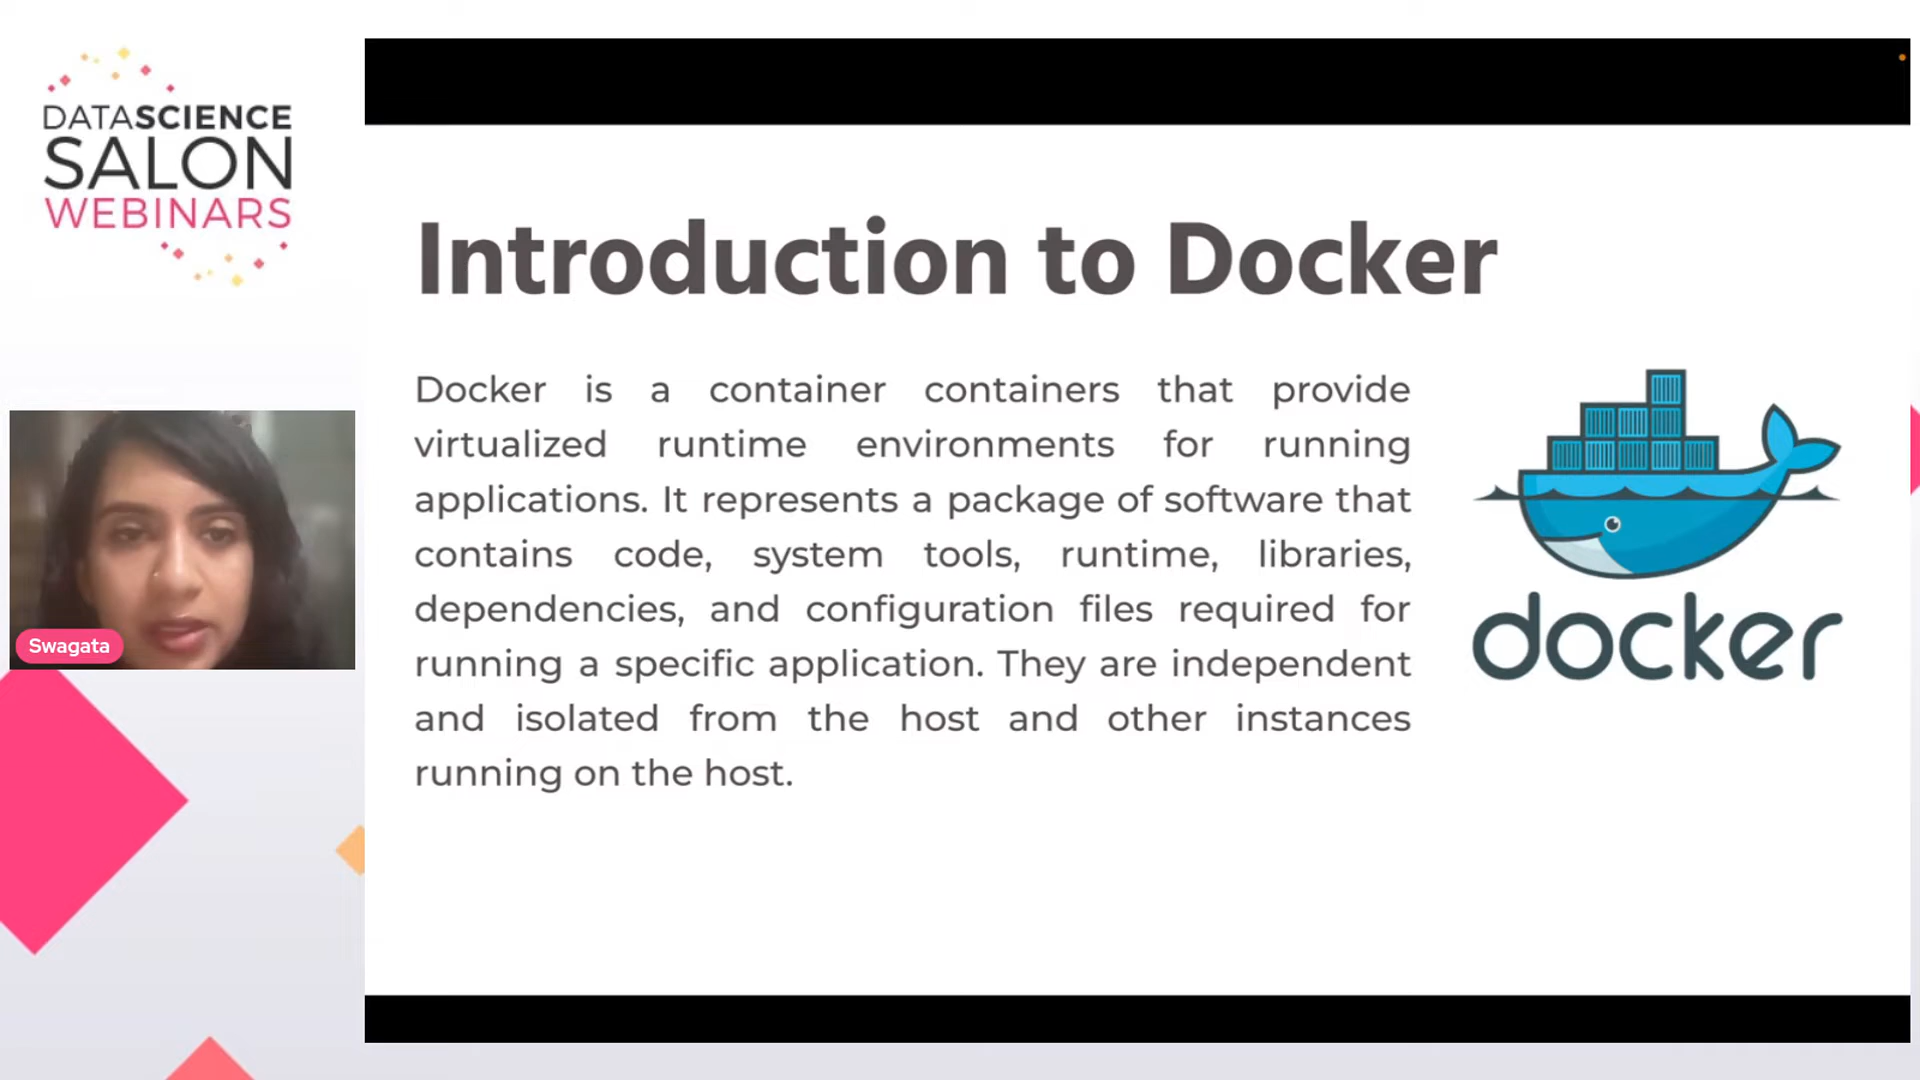 DATASCIENCE
SALON
WEBINARS
Introduction to Docker
Docker is a container containers that provide
virtualized runtime environments for running
applications. It represents a package of software that
contains code, system tools, runtime, libraries,
dependencies, and configuration files required for
running a specific application. They are independent
and isolated from the host and other instances
running on the host.
docker
Swagata